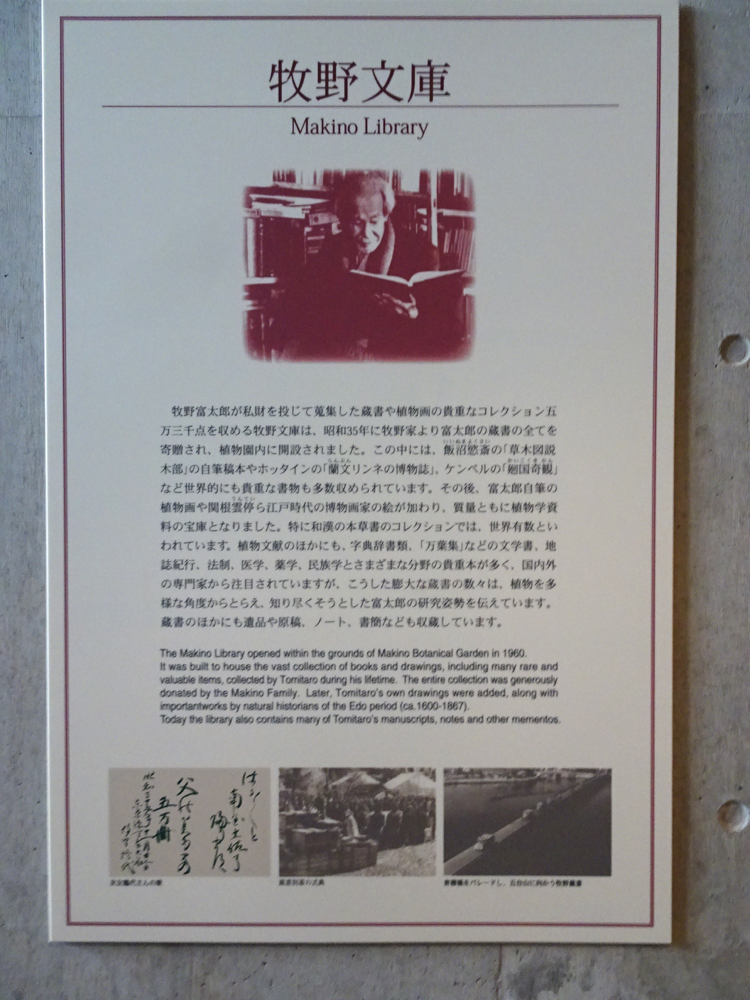 牧野文庫
Makino Library
牧野富太郎が私財を投じて蒐集した蔵書や植物画の貴重なコレクション五
万三千点を収める牧野文庫は、昭和35年に牧野家より富太郎の蔵書の全てを
寄贈され、植物園内に開設されました。この中には、飯沼慾斎の「草木図説
木部」の自筆稿本やホッタインの「蘭文リンネの博物誌」、ケンペルの「廻国奇観」
など世界的にも貴重な書物も多数収められています。その後、富太郎自筆の
植物画や関根雲停ら江戸時代の博物画家の絵が加わり、質量ともに植物学資
料の宝庫となりました。特に和漢の本草書のコレクションでは、世界有数とい
われています。植物文献のほかにも、字典辞書類、「万葉集」などの文学書、地
誌紀行、法制、医学、薬学、民族学とさまざまな分野の貴重本が多く、国内外
の専門家から注目されていますが、こうした膨大な蔵書の数々は、植物を多
様な角度からとらえ、知り尽くそうとした富太郎の研究姿勢を伝えています。
蔵書のほかにも遺品や原稿、ノート、書簡なども収蔵しています。
The Makino Library opened within the grounds of Makino Botanical Garden in 1960.
It was built to house the vast collection of books and drawings, including many rare and
valuable items, collected by Tomitaro during his lifetime. The entire collection was generously
donated by the Makino Family. Later, Tomitaro's own drawings were added, along with
importantworks by natural historians of the Edo period (ca.1600-1867).
Today the library also contains many of Tomitaro's manuscripts, notes and other mementos.